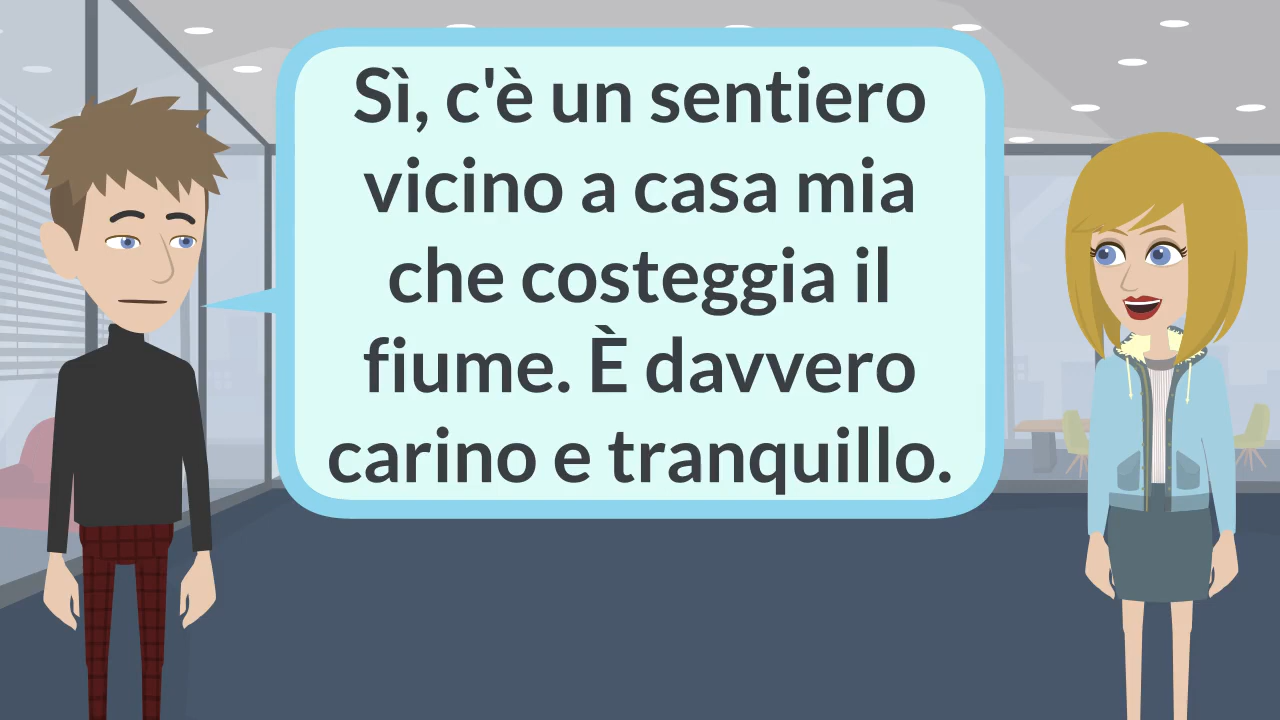 Sì, c'è un sentiero
vicino a casa mia
che costeggia il
fiume. È davvero
carino e tranquillo.